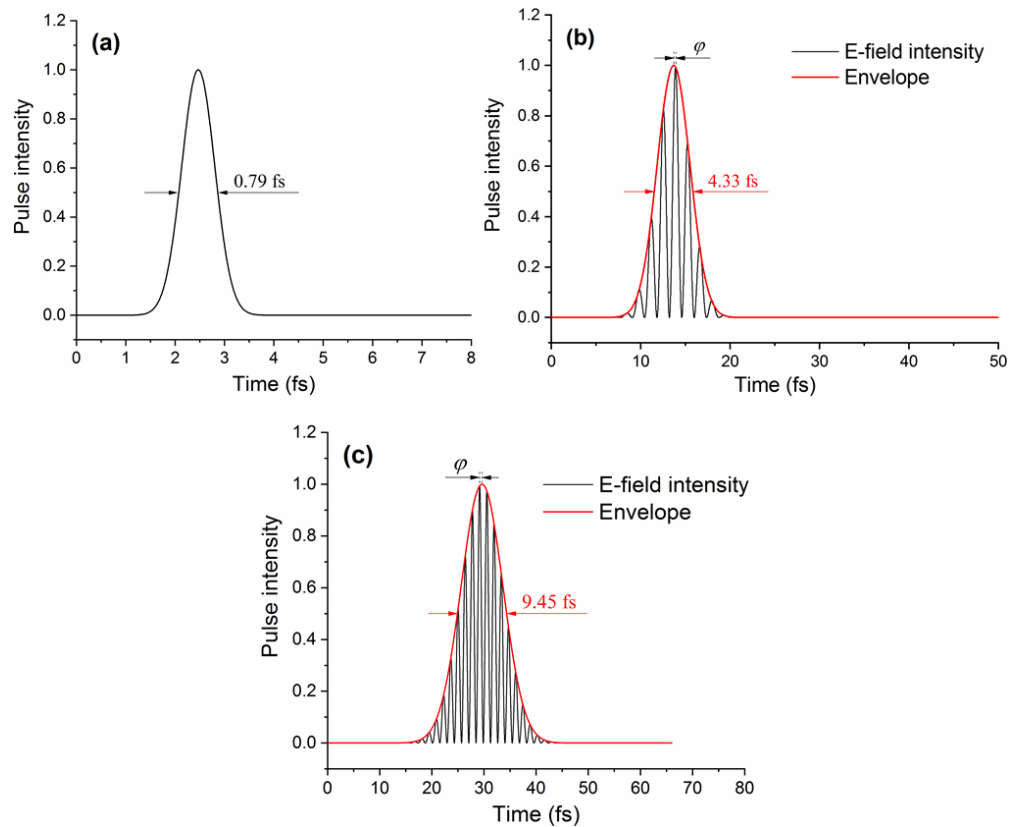 (a)
Pulse intensity
1.2
1.0
0.8
0.6
0.4
0.2
0.0
0.79 fs
0 1 2 3 4 5 6 7 8
Time (fs)
(b)
φ
E-field intensity
Envelope
Pulse intensity
1.2
1.0
0.8
0.6
0.4
0.2
0.0
4.33 fs
0 10 20 30 40 50
Time (fs)
(c)
φ
E-field intensity
Envelope
Pulse intensity
1.2
1.0
0.8
0.6
0.4
0.2
0.0
9.45 fs
0 10 20 30 40 50 60 70 80
Time (fs)